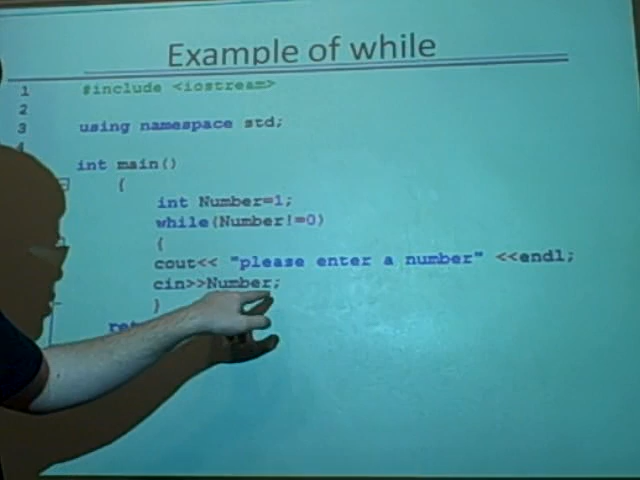 Example of while
1 #include <iostream>
2
3 using namespace std;
4
int main()
{
int Number=1;
while(Number!=0)
{
cout<< "please enter a number" <<endl;
cin>>Number;
}